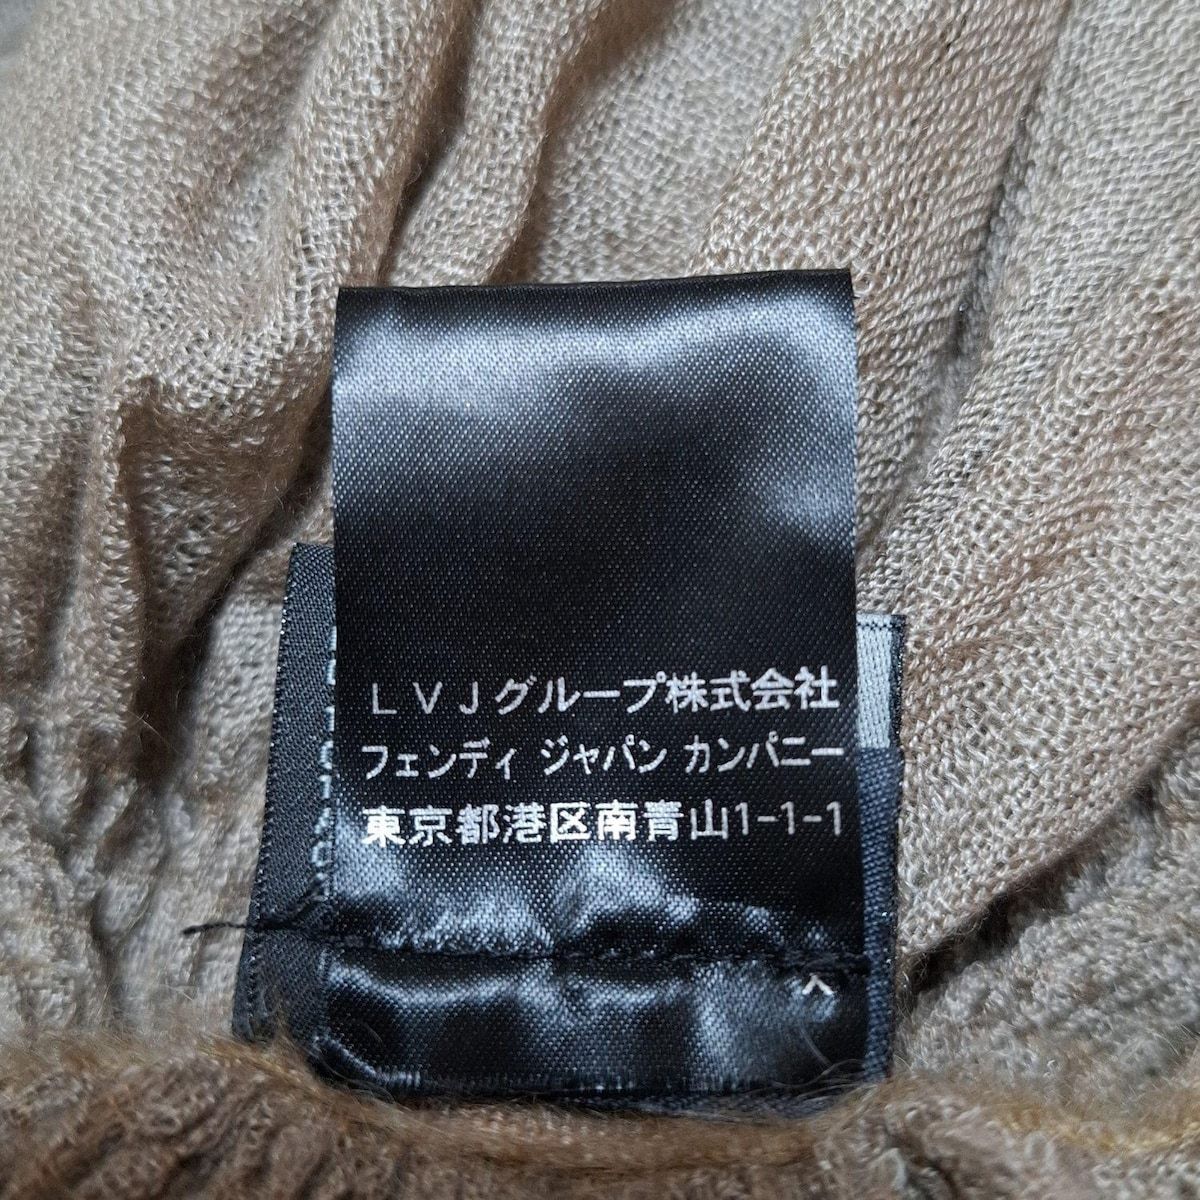 ＬＶＪグループ株式会社
フェンディ ジャパン カンパニー
東京都港区南青山1-1-1